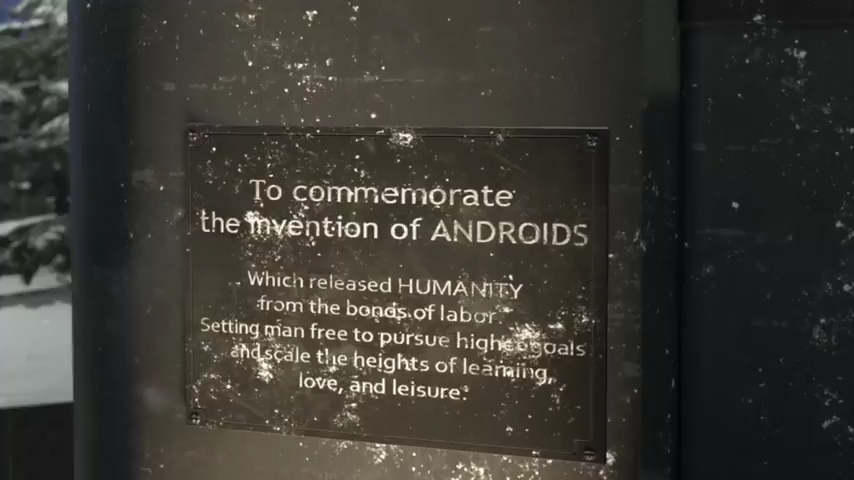 To commemorate
the invention of ANDROIDS
Which released HUMANITY
from the bonds of labor
Setting man free to pursue higher goals
and scale the heights of learning,
love, and leisure.